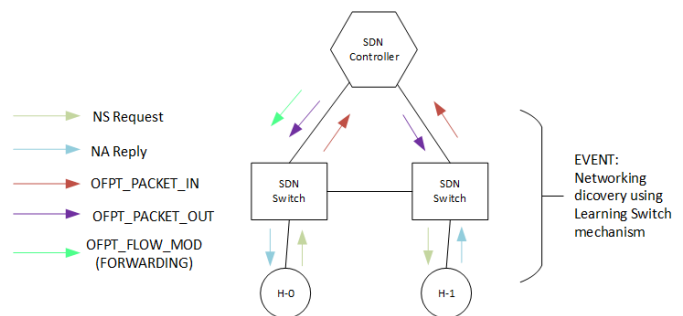 SDN
Controller
NS Request
NA Reply
OFPT_PACKET_IN
OFPT_PACKET_OUT
OFPT_FLOW_MOD
(FORWARDING)
SDN
Switch
SDN
Switch
H-0
H-1
EVENT:
Networking
dicovery using
Learning Switch
mechanism